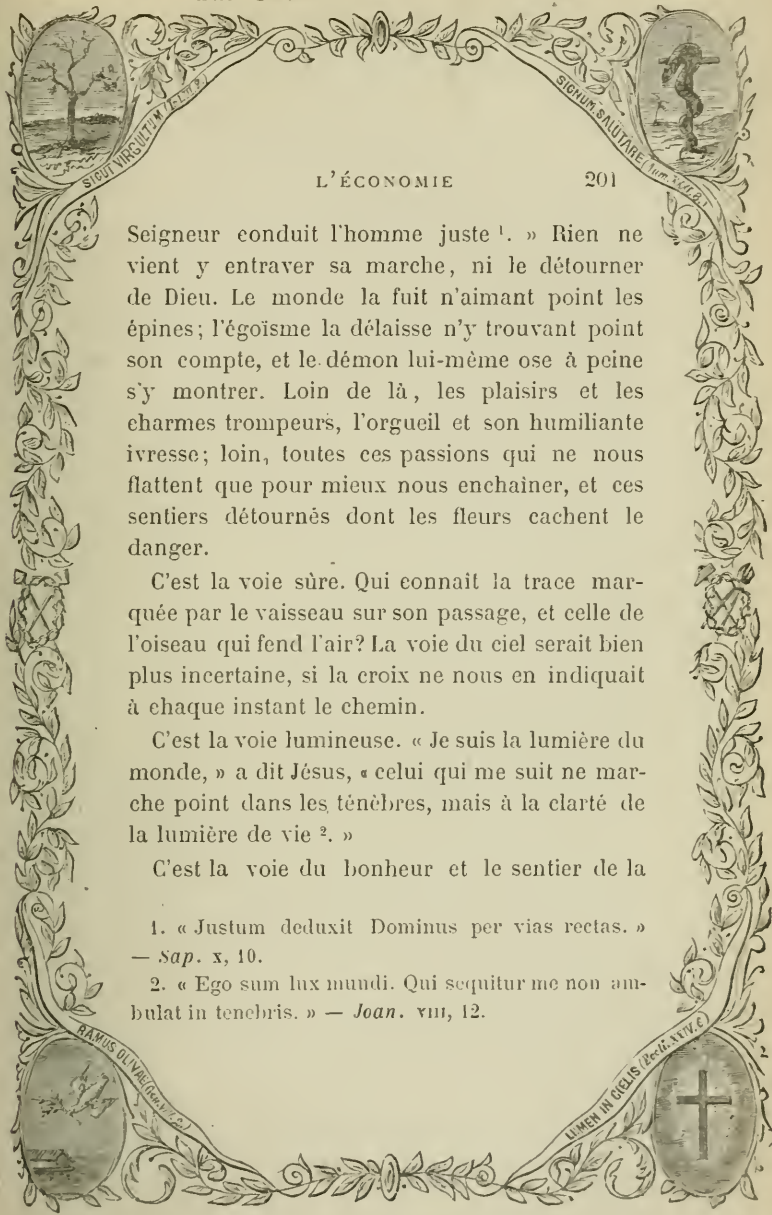 SICUT VIRGULTUM
SIGNUM SALUTARE
L'ÉCONOMIE 201
Seigneur conduit l'homme juste ¹. » Rien ne
vient y entraver sa marche, ni le détourner
de Dieu. Le monde la fuit n'aimant point les
épines; l'égoïsme la délaisse n'y trouvant point
son compte, et le démon lui-même ose à peine
s'y montrer. Loin de là, les plaisirs et les
charmes trompeurs, l'orgueil et son humiliante
ivresse; loin, toutes ces passions qui ne nous
flattent que pour mieux nous enchaîner, et ces
sentiers détournés dont les fleurs cachent le
danger.
C'est la voie sûre. Qui connaît la trace mar-
quée par le vaisseau sur son passage, et celle de
l'oiseau qui fend l'air? La voie du ciel serait bien
plus incertaine, si la croix ne nous en indiquait
à chaque instant le chemin.
C'est la voie lumineuse. « Je suis la lumière du
monde, » a dit Jésus, « celui qui me suit ne mar-
che point dans les ténèbres, mais à la clarté de
la lumière de vie ². »
C'est la voie du bonheur et le sentier de la
1. « Justum deduxit Dominus per vias rectas. »
— Sap. x, 10.
2. « Ego sum lux mundi. Qui sequitur me non am-
bulat in tenebris. » — Joan. VIII, 12.
RAMUS OLIVAE
LUMEN IN CŒLIS (Eccli. XXIV. 6)